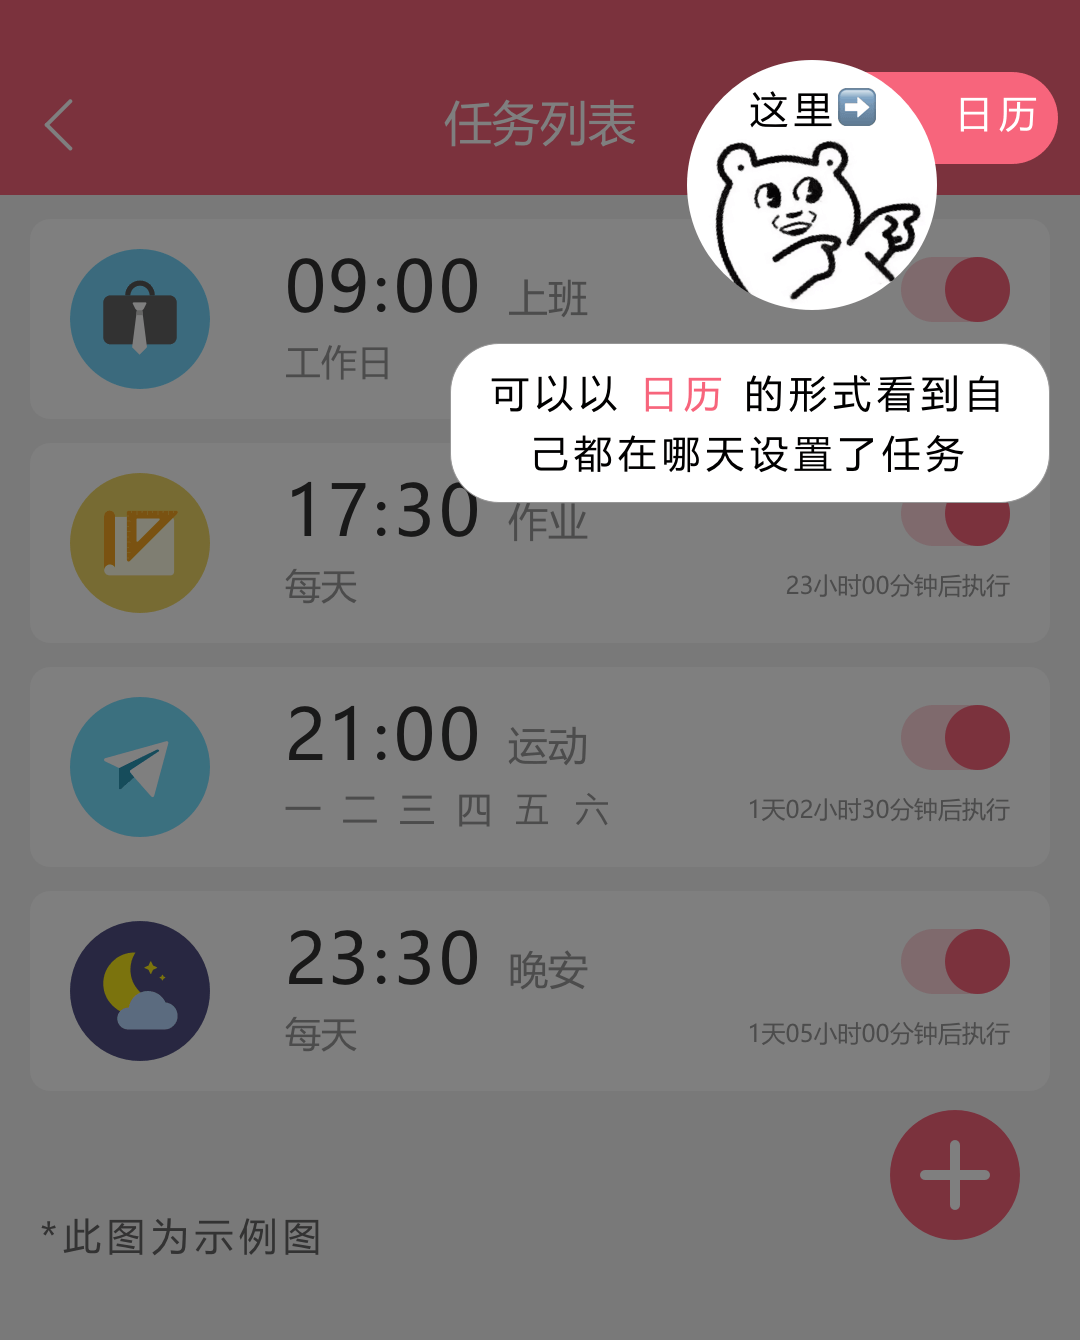 任务列表
这里➡️
日历
09:00 上班
工作日
可以以 日历 的形式看到自
己都在哪天设置了任务
17:30 作业
每天
23小时00分钟后执行
21:00 运动
一 二 三 四 五 六
1天02小时30分钟后执行
23:30 晚安
每天
1天05小时00分钟后执行
*此图为示例图